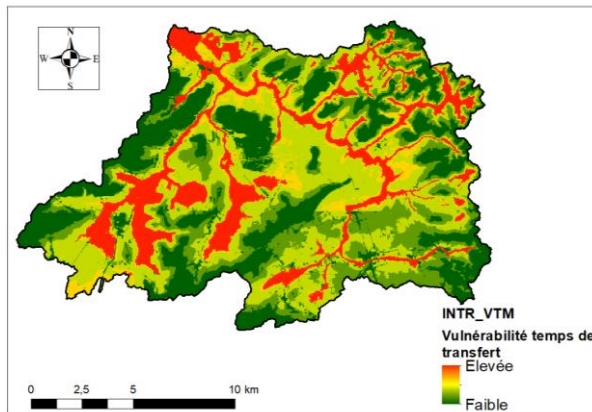 N
W E
S
INTR_VTM
Vulnérabilité temps de
transfert
Elevée
Faible
0 2,5 5 10 km